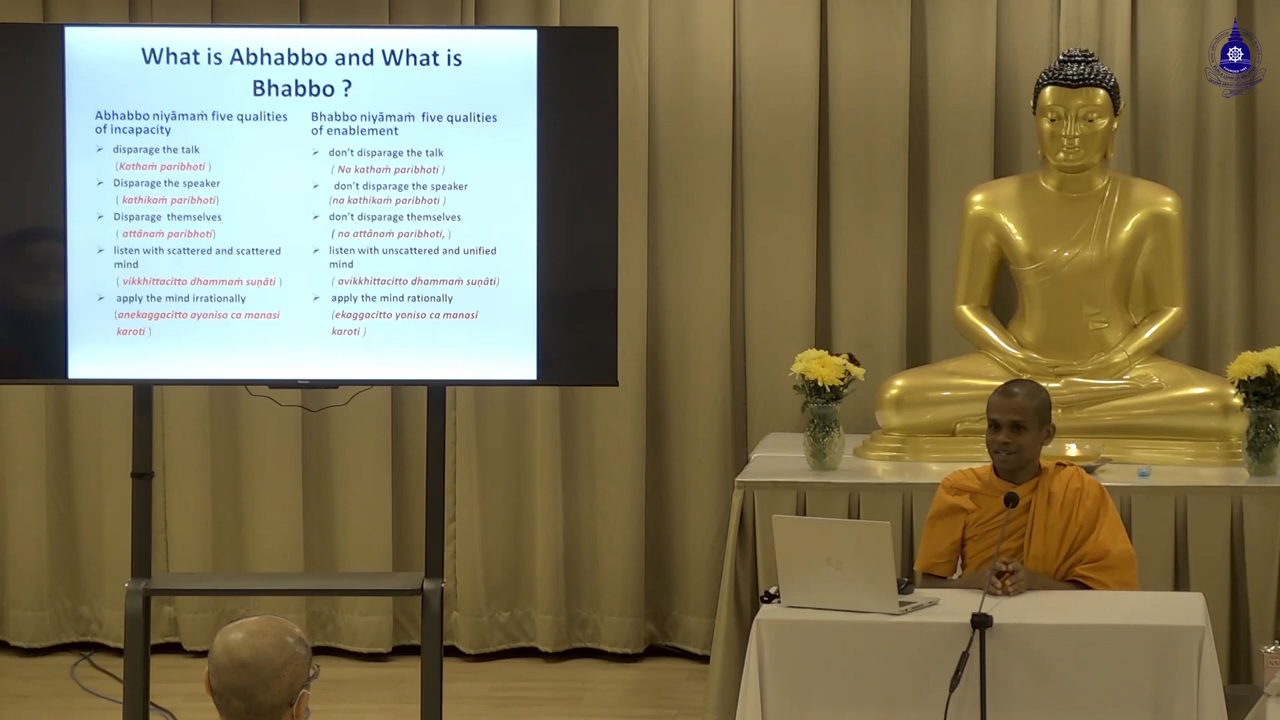 What is Abhabbo and What is
Bhabbo ?
Abhabbo niyāmaṁ five qualities
of incapacity
disparage the talk
(Kathaṁ paribhoti )
Disparage the speaker
( kathikaṁ paribhoti)
Disparage themselves
( attānaṁ paribhoti)
listen with scattered and scattered
mind
( vikkhittacitto dhammaṁ suṇāti )
apply the mind irrationally
(anekaggacitto ayoniso ca manasi
karoti )
Bhabbo niyāmaṁ five qualities
of enablement
don't disparage the talk
( Na kathaṁ paribhoti )
don't disparage the speaker
(na kathikaṁ paribhoti )
don't disparage themselves
( na attānaṁ paribhoti, )
listen with unscattered and unified
mind
( avikkhittacitto dhammaṁ suṇāti)
apply the mind rationally
(ekaggacitto yoniso ca manasi
karoti )